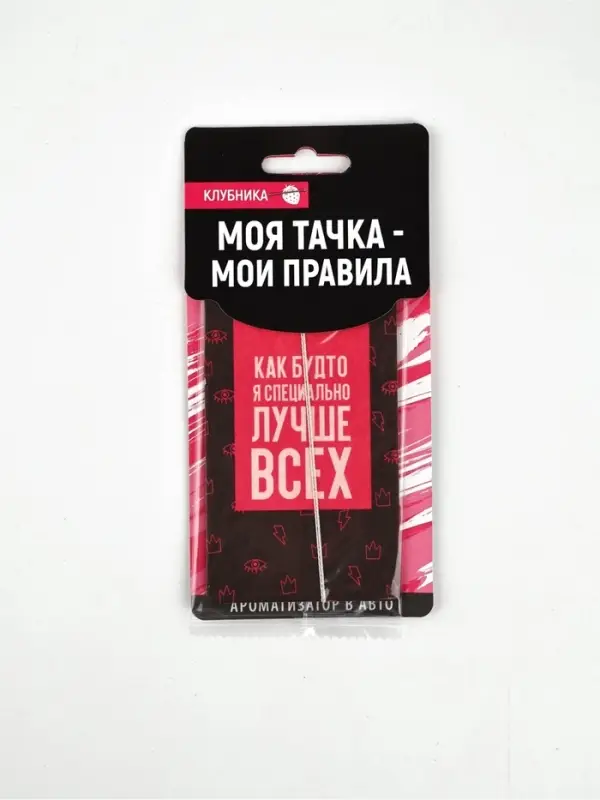 КЛУБНИКА
МОЯ ТАЧКА -
МОИ ПРАВИЛА
КАК БУДТО
Я СПЕЦИАЛЬНО
ЛУЧШЕ
ВСЕХ
АРОМАТИЗАТОР В АВТО